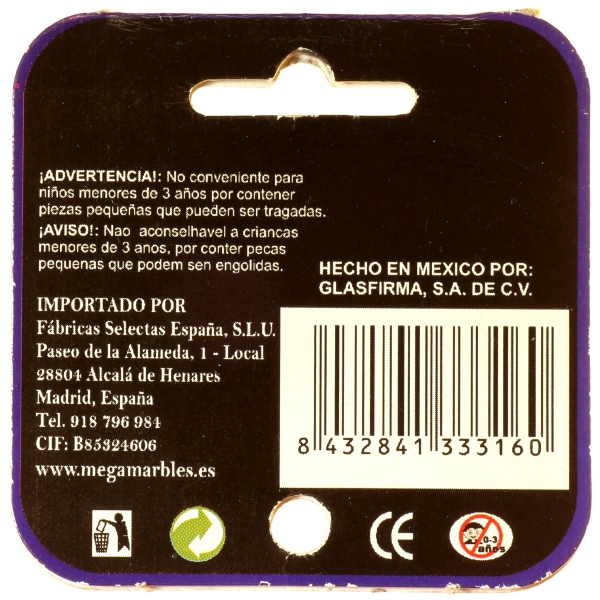 ¡ADVERTENCIA!: No conveniente para
niños menores de 3 años por contener
piezas pequeñas que pueden ser tragadas.
¡AVISO!: Nao aconselhavel a criancas
menores de 3 anos, por conter pecas
pequenas que podem sen engolidas.
HECHO EN MEXICO POR:
GLASFIRMA, S.A. DE C.V.
IMPORTADO POR
Fábricas Selectas España, S.L.U.
Paseo de la Alameda, 1 - Local
28804 Alcalá de Henares
Madrid, España
Tel. 918 796 984
CIF: B85324606
www.megamarbles.es
8 432841 333160
CE
0-3
años